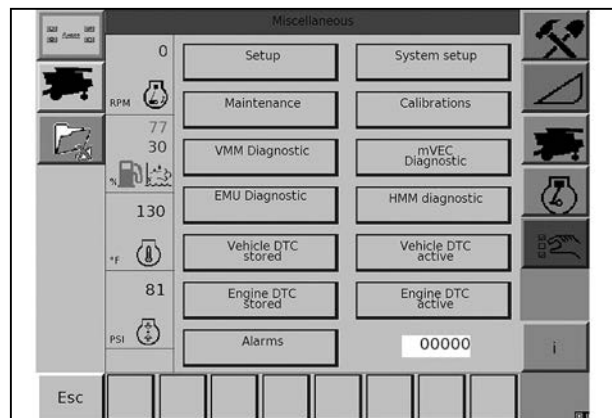 Miscellaneous
0
RPM
77
30
%
130
°F
81
PSI
Setup
System setup
Maintenance
Calibrations
VMM Diagnostic
mVEC
Diagnostic
EMU Diagnostic
HMM diagnostic
Vehicle DTC
stored
Vehicle DTC
active
Engine DTC
stored
Engine DTC
active
Alarms
00000
i
Esc